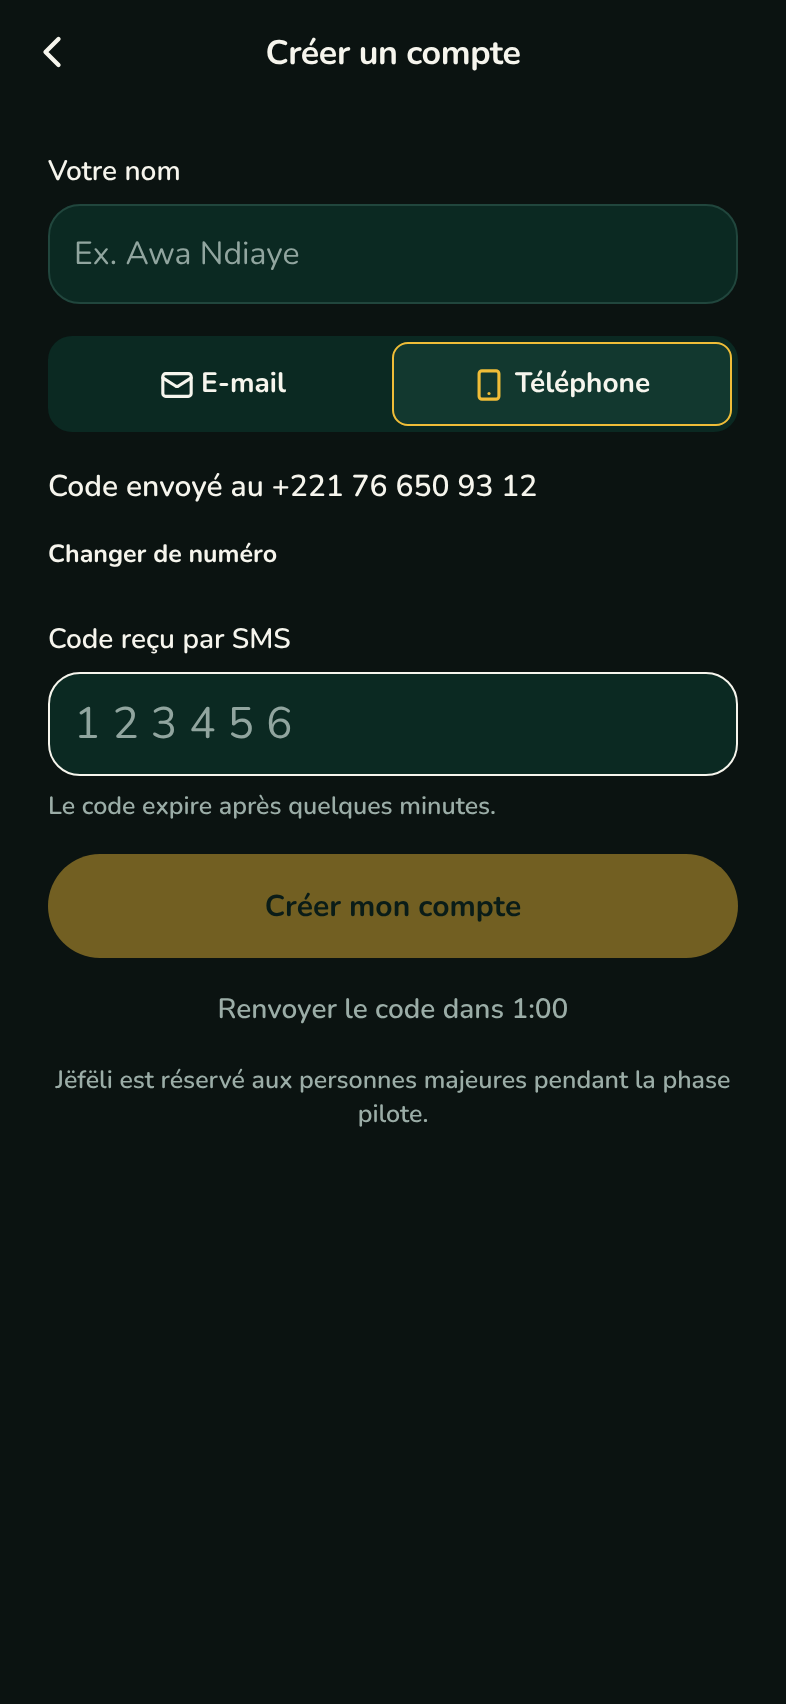 Créer un compte
Votre nom
Ex. Awa Ndiaye
E-mail
Téléphone
Code envoyé au +221 76 650 93 12
Changer de numéro
Code reçu par SMS
1 2 3 4 5 6
Le code expire après quelques minutes.
Créer mon compte
Renvoyer le code dans 1:00
Jëfëli est réservé aux personnes majeures pendant la phase
pilote.